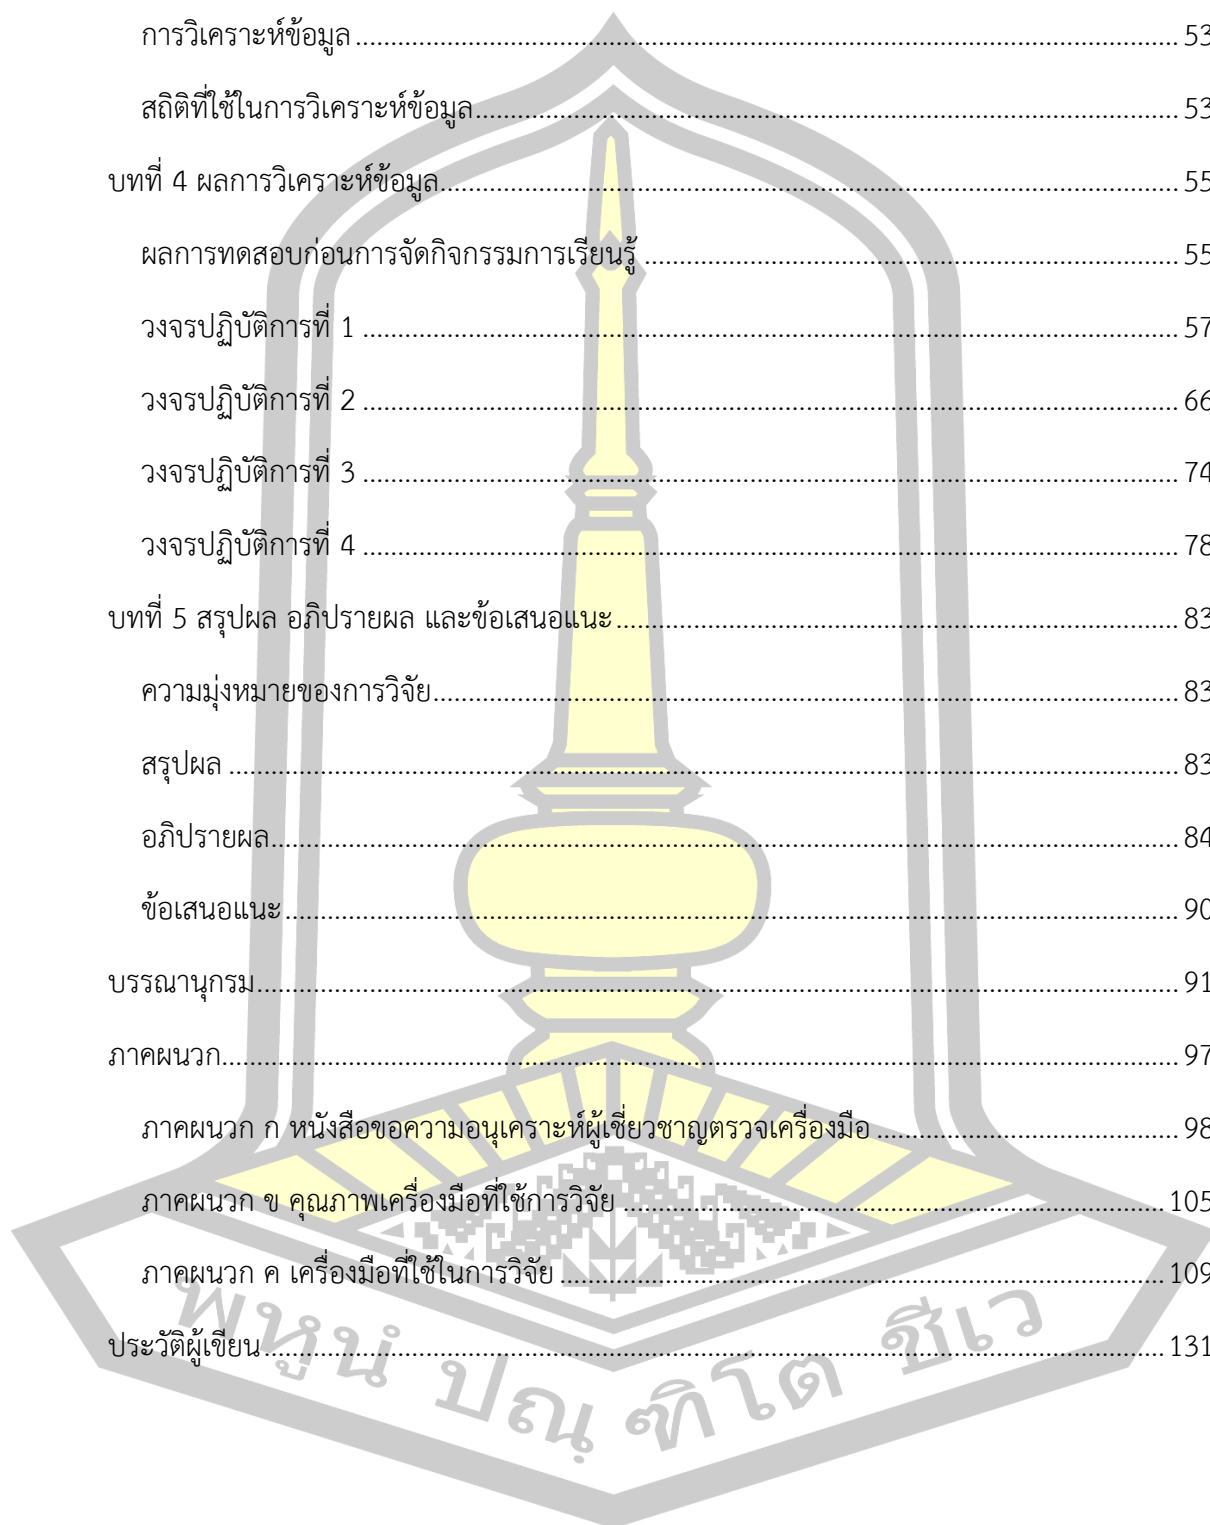 การวิเคราะห์ข้อมูล.....53
สถิติที่ใช้ในการวิเคราะห์ข้อมูล.....53
บทที่ 4 ผลการวิเคราะห์ข้อมูล.....55
ผลการทดสอบก่อนการจัดกิจกรรมการเรียนรู้.....55
วงจรปฏิบัติการที่ 1.....57
วงจรปฏิบัติการที่ 2.....66
วงจรปฏิบัติการที่ 3.....74
วงจรปฏิบัติการที่ 4.....78
บทที่ 5 สรุปผล อภิปรายผล และข้อเสนอแนะ.....83
ความมุ่งหมายของการวิจัย.....83
สรุปผล.....83
อภิปรายผล.....84
ข้อเสนอแนะ.....90
บรรณานุกรม.....91
ภาคผนวก.....97
ภาคผนวก ก หนังสือขอความอนุเคราะห์ผู้เชี่ยวชาญตรวจเครื่องมือ.....98
ภาคผนวก ข คุณภาพเครื่องมือที่ใช้การวิจัย.....105
ภาคผนวก ค เครื่องมือที่ใช้ในการวิจัย.....109
ประวัติผู้เขียน.....131
พหูนํ ปณฺฑิโต ชีเว